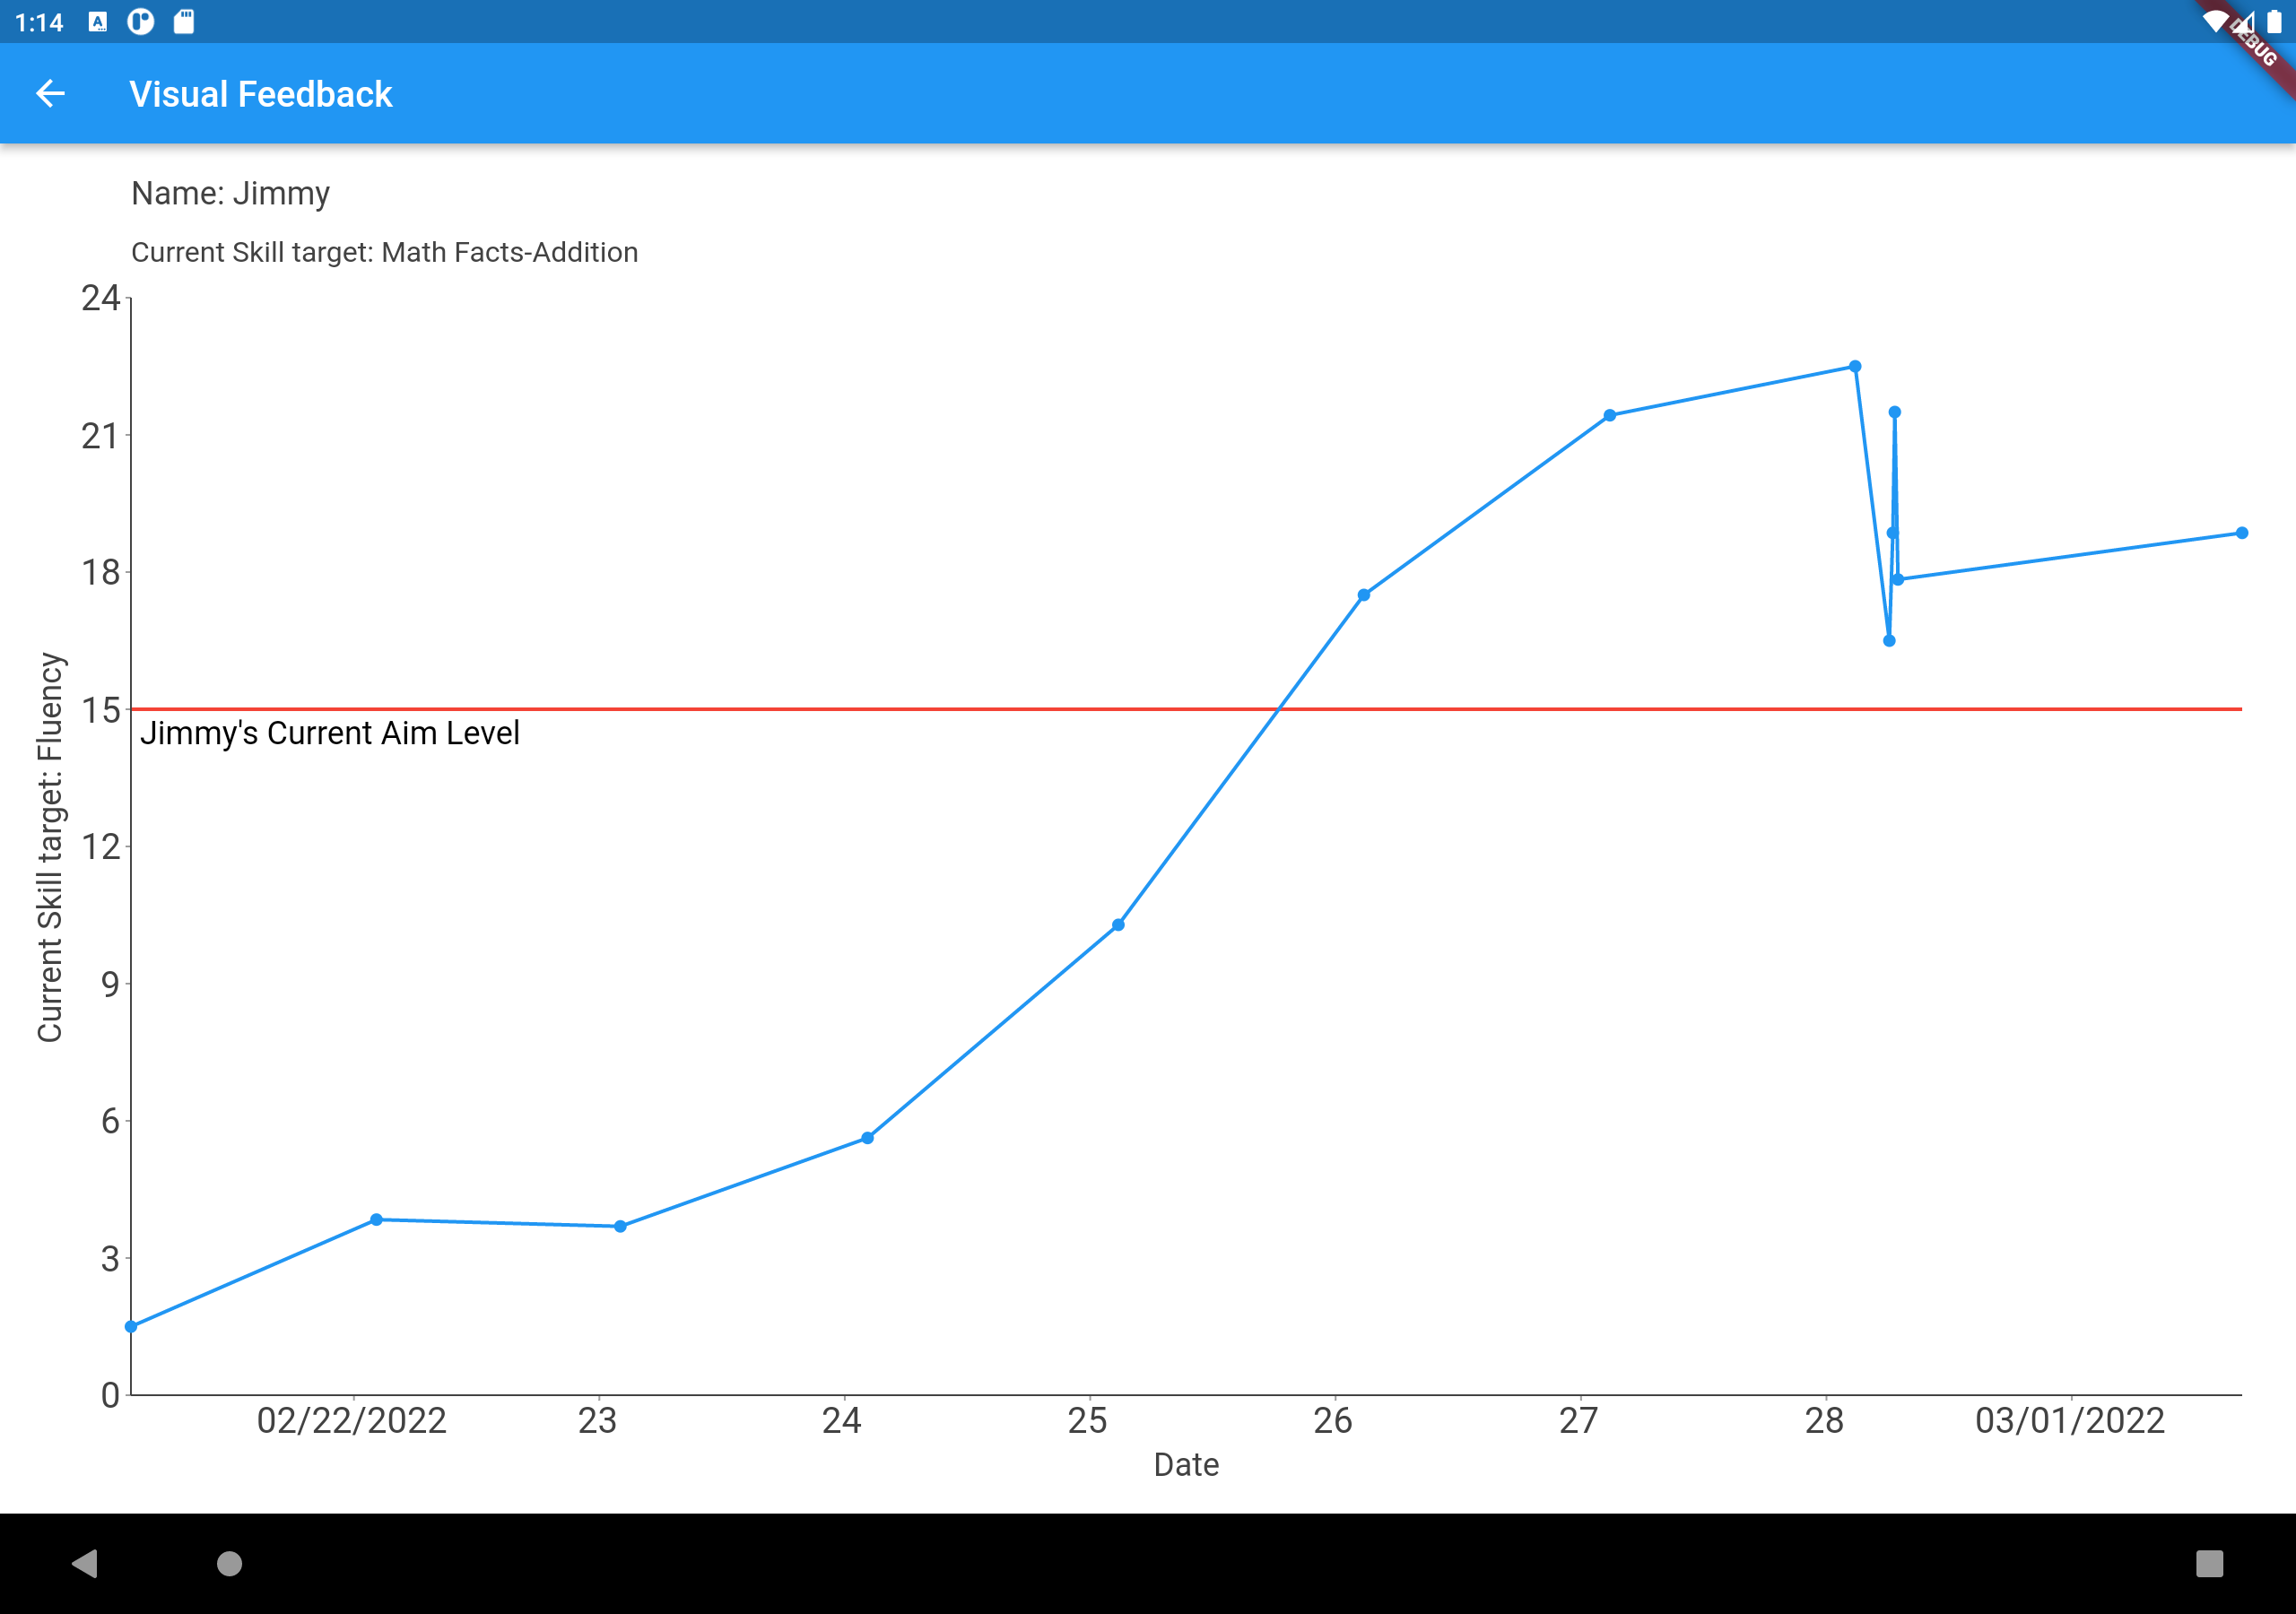 1:14
DEBUG
Visual Feedback
Name: Jimmy
Current Skill target: Math Facts-Addition
24
21
18
15
12
9
6
3
0
Jimmy's Current Aim Level
Current Skill target: Fluency
02/22/2022 23 24 25 26 27 28 03/01/2022
Date